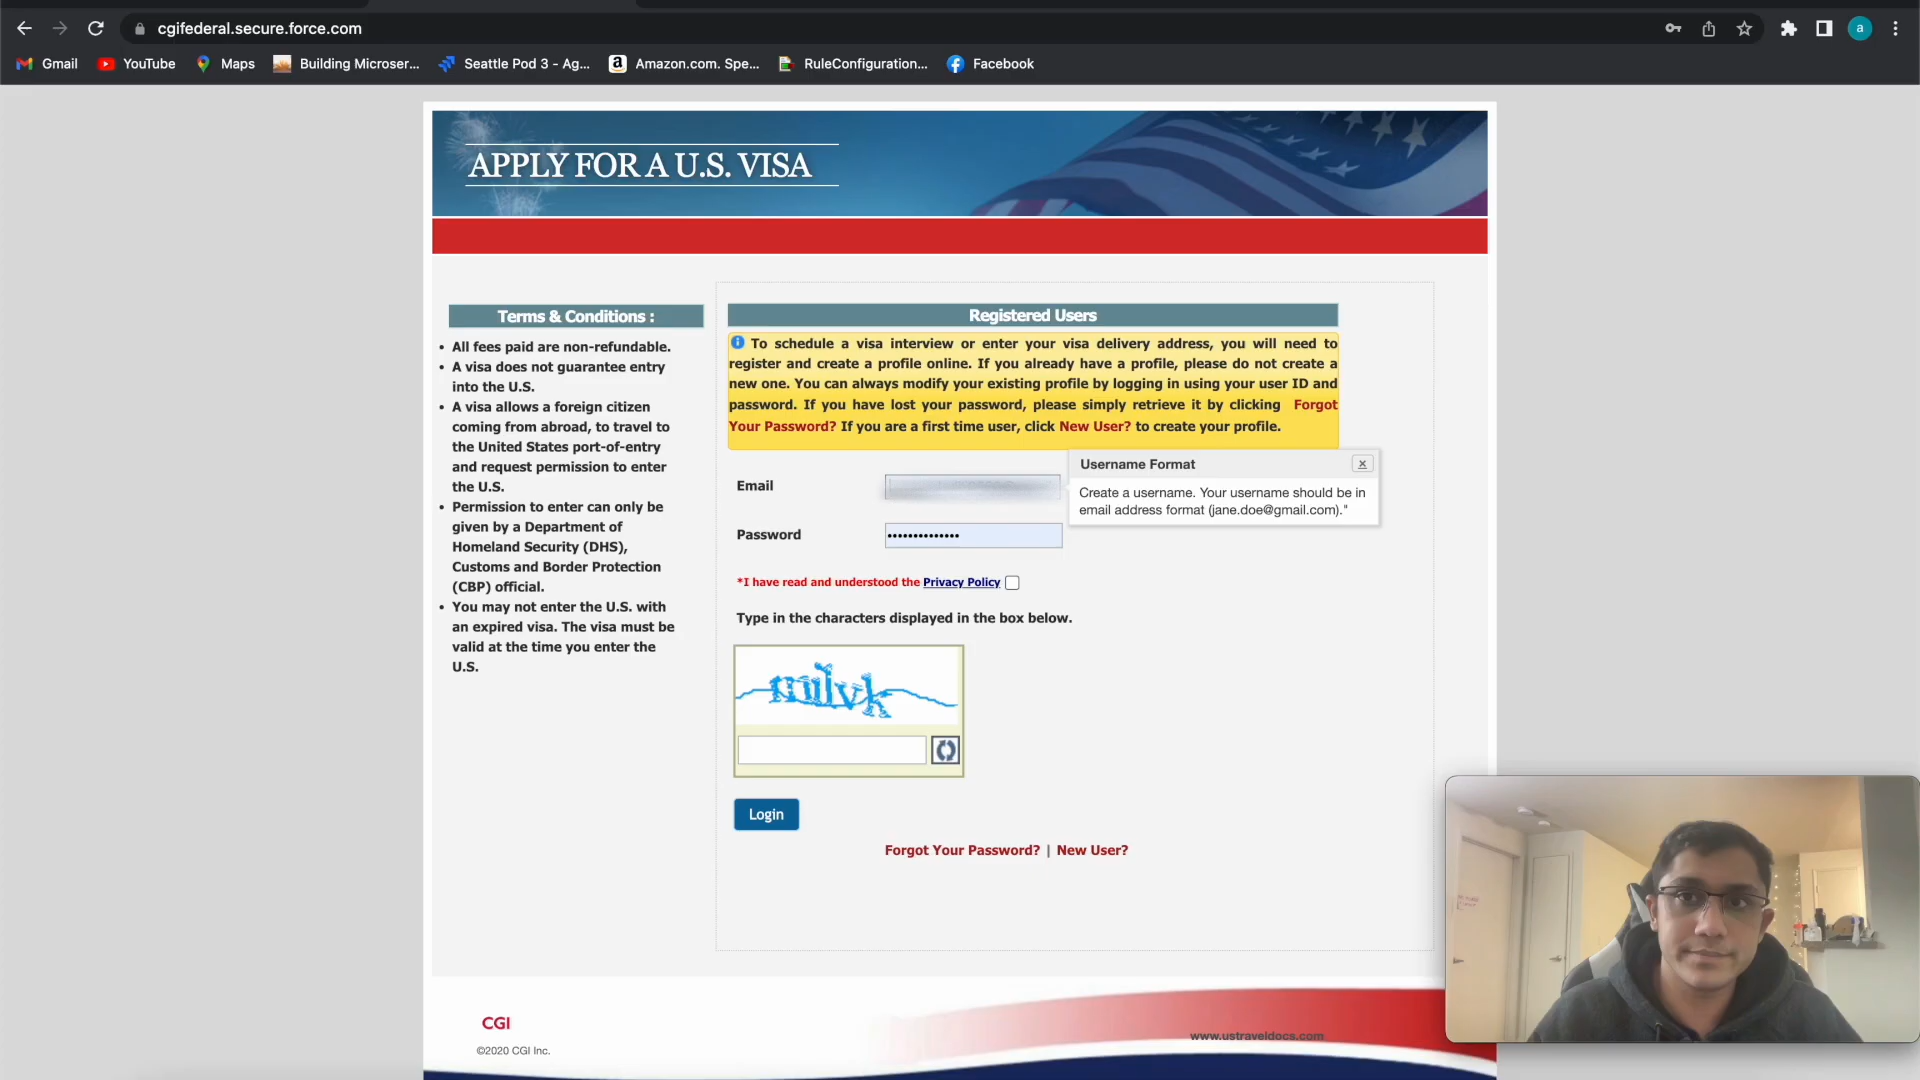 cgifederal.secure.force.com
a
Gmail
YouTube
Maps
Building Microser...
Seattle Pod 3 - Ag...
Amazon.com. Spe...
RuleConfiguration...
Facebook
APPLY FOR A U.S. VISA
Terms & Conditions :
• All fees paid are non-refundable.
• A visa does not guarantee entry
into the U.S.
• A visa allows a foreign citizen
coming from abroad, to travel to
the United States port-of-entry
and request permission to enter
the U.S.
• Permission to enter can only be
given by a Department of
Homeland Security (DHS),
Customs and Border Protection
(CBP) official.
• You may not enter the U.S. with
an expired visa. The visa must be
valid at the time you enter the
U.S.
Registered Users
To schedule a visa interview or enter your visa delivery address, you will need to
register and create a profile online. If you already have a profile, please do not create a
new one. You can always modify your existing profile by logging in using your user ID and
password. If you have lost your password, please simply retrieve it by clicking Forgot
Your Password? If you are a first time user, click New User? to create your profile.
Email
Username Format
x
Create a username. Your username should be in
email address format (jane.doe@gmail.com)."
Password
••••••••••••••
*I have read and understood the Privacy Policy
Type in the characters displayed in the box below.
Login
Forgot Your Password? | New User?
CGI
©2020 CGI Inc.
www.ustraveldocs.com